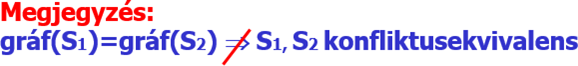 Megjegyzés:
gráf(S₁)=gráf(S₂) ⇏ S₁, S₂ konfliktusekvivalens